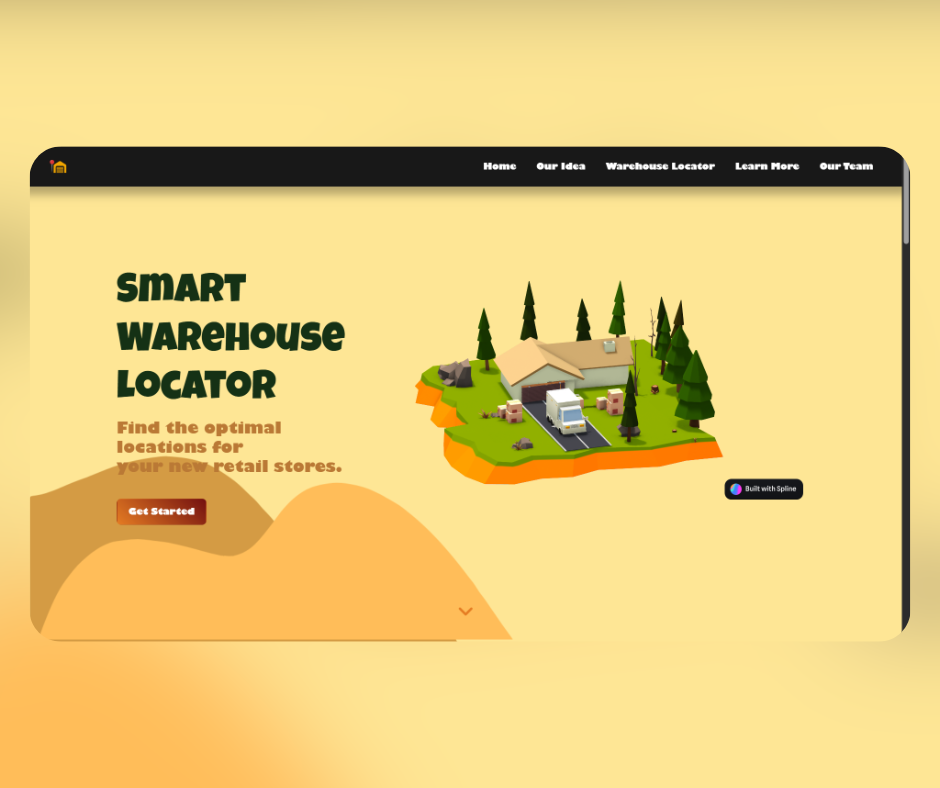 Home Our Idea Warehouse Locator Learn More Our Team
SMART
WAREHOUSE
LOCATOR
Find the optimal
locations for
your new retail stores.
Get Started
Built with Spline